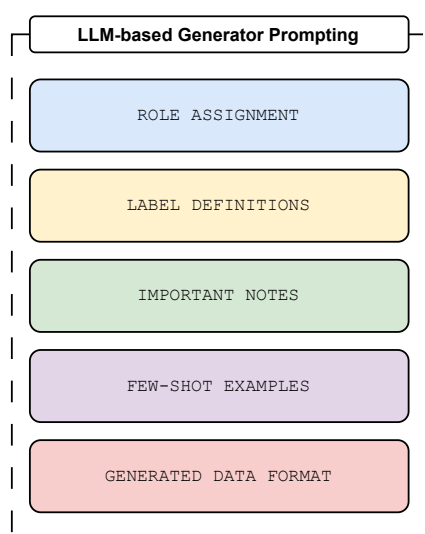 LLM-based Generator Prompting
ROLE ASSIGNMENT
LABEL DEFINITIONS
IMPORTANT NOTES
FEW-SHOT EXAMPLES
GENERATED DATA FORMAT